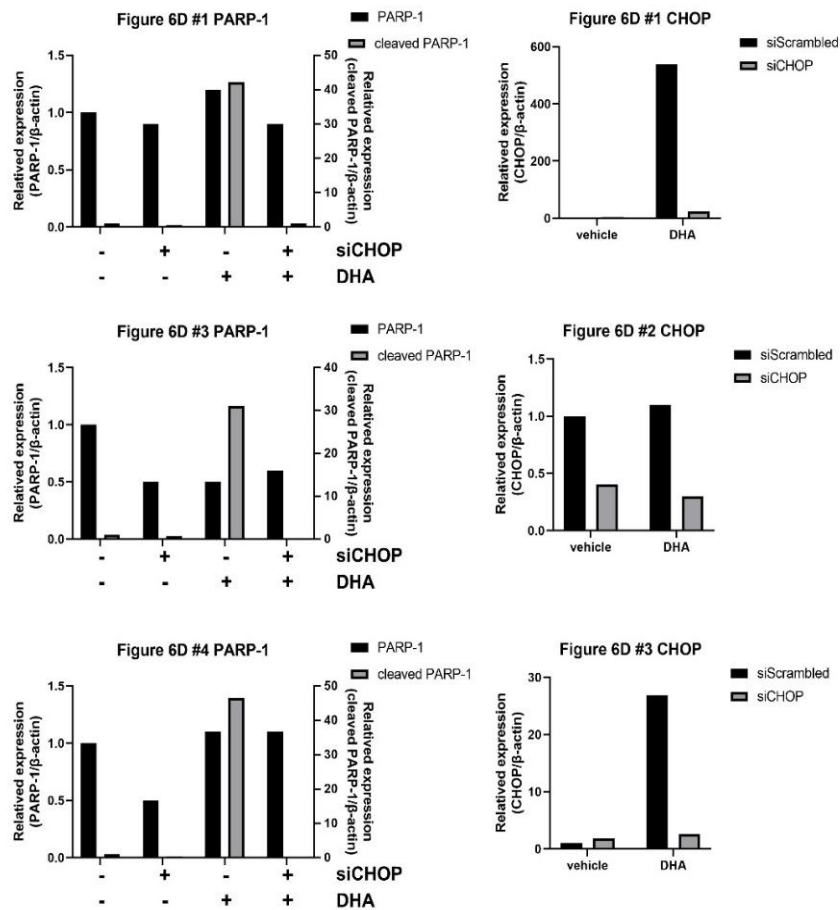 Figure 6D #1 PARP-1
PARP-1
cleaved PARP-1
Relatived expression
(PARP-1/β-actin)
1.5
1.0
0.5
0.0
50
40
30
20
10
0
Relatived expression
(cleaved PARP-1/β-actin)
- + - + siCHOP
- - + + DHA
Figure 6D #1 CHOP
siScrambled
siCHOP
Relatived expression
(CHOP/β-actin)
600
400
200
0
vehicle DHA
Figure 6D #3 PARP-1
PARP-1
cleaved PARP-1
Relatived expression
(PARP-1/β-actin)
1.5
1.0
0.5
0.0
40
30
20
10
0
Relatived expression
(cleaved PARP-1/β-actin)
- + - + siCHOP
- - + + DHA
Figure 6D #2 CHOP
siScrambled
siCHOP
Relatived expression
(CHOP/β-actin)
1.5
1.0
0.5
0.0
vehicle DHA
Figure 6D #4 PARP-1
PARP-1
cleaved PARP-1
Relatived expression
(PARP-1/β-actin)
1.5
1.0
0.5
0.0
50
40
30
20
10
0
Relatived expression
(cleaved PARP-1/β-actin)
- + - + siCHOP
- - + + DHA
Figure 6D #3 CHOP
siScrambled
siCHOP
Relatived expression
(CHOP/β-actin)
30
20
10
0
vehicle DHA